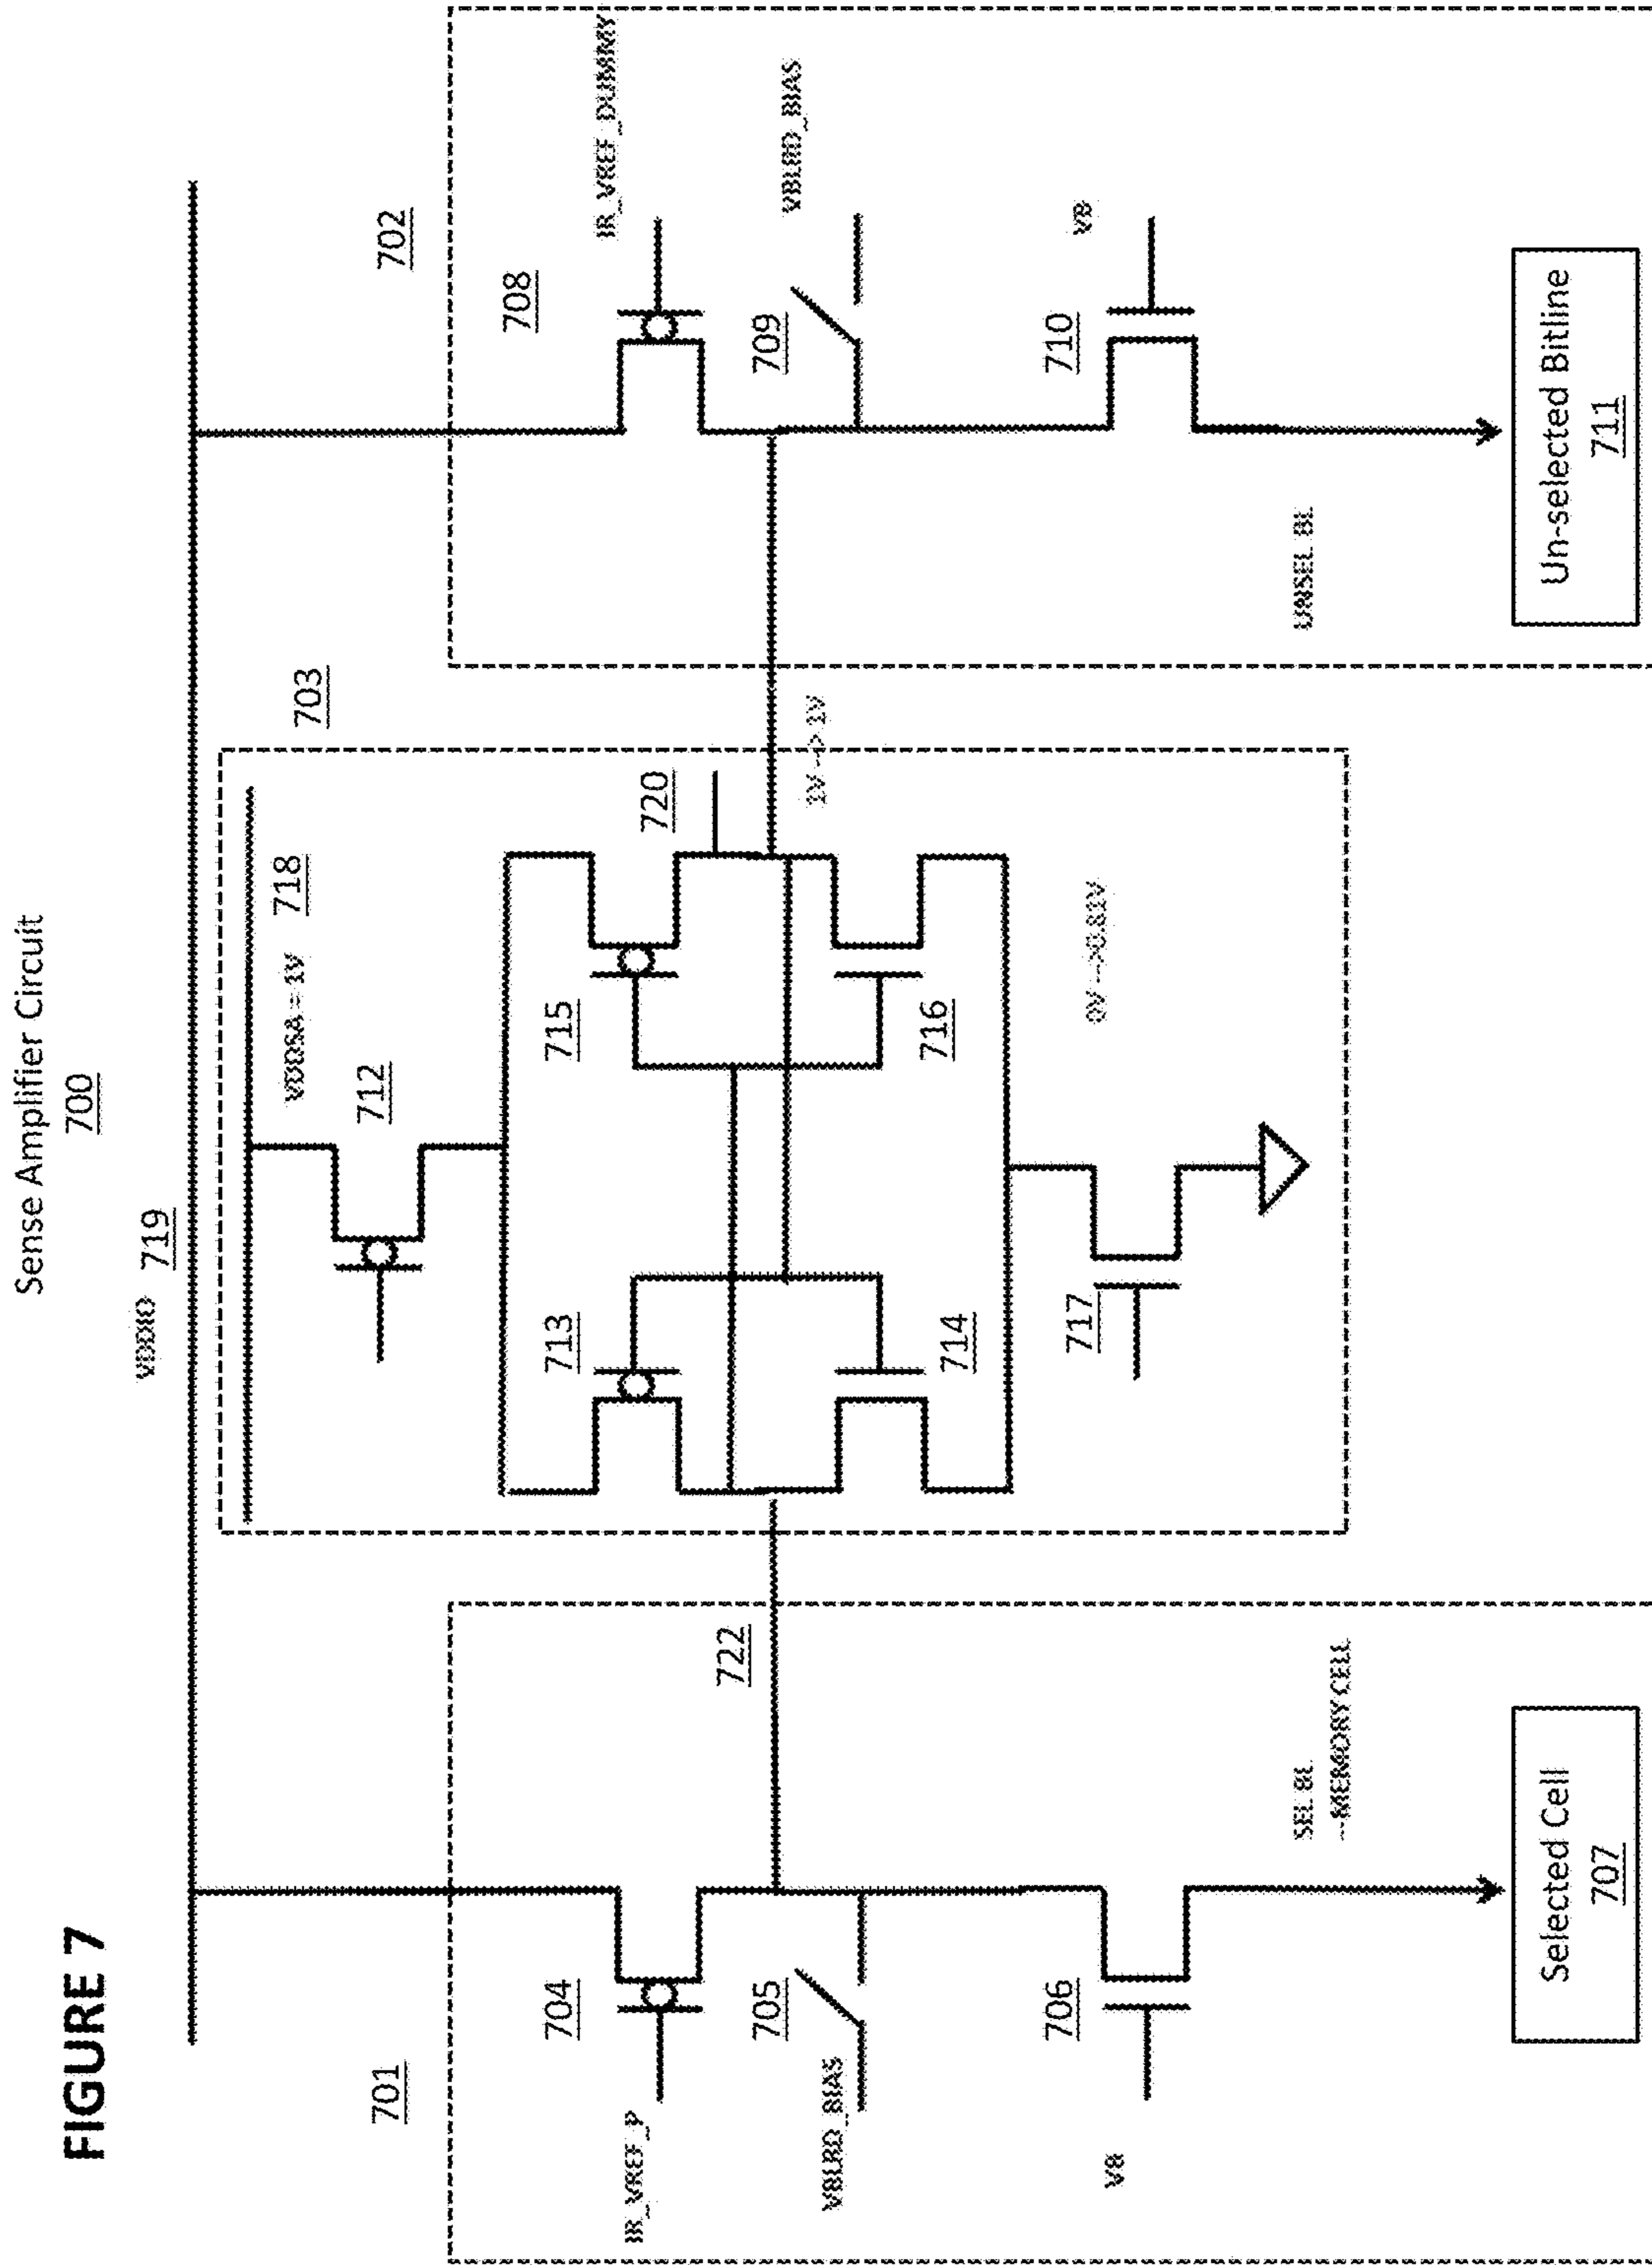 FIGURE 7
Sense Amplifier Circuit
700
VDDIO 719
701
702
703
VDDSA = 1V 718
712
IR_VREF_P
704
713
715
720
708
IR_VREF_DUMMY
722
VBLRD_BIAS
705
709
VBLRD_BIAS
1V --> 1V
714
716
706
VB
717
0V -->0.81V
710
VB
SEL BL
--MEMORY CELL
UNSEL BL
Selected Cell
707
Un-selected Bitline
711